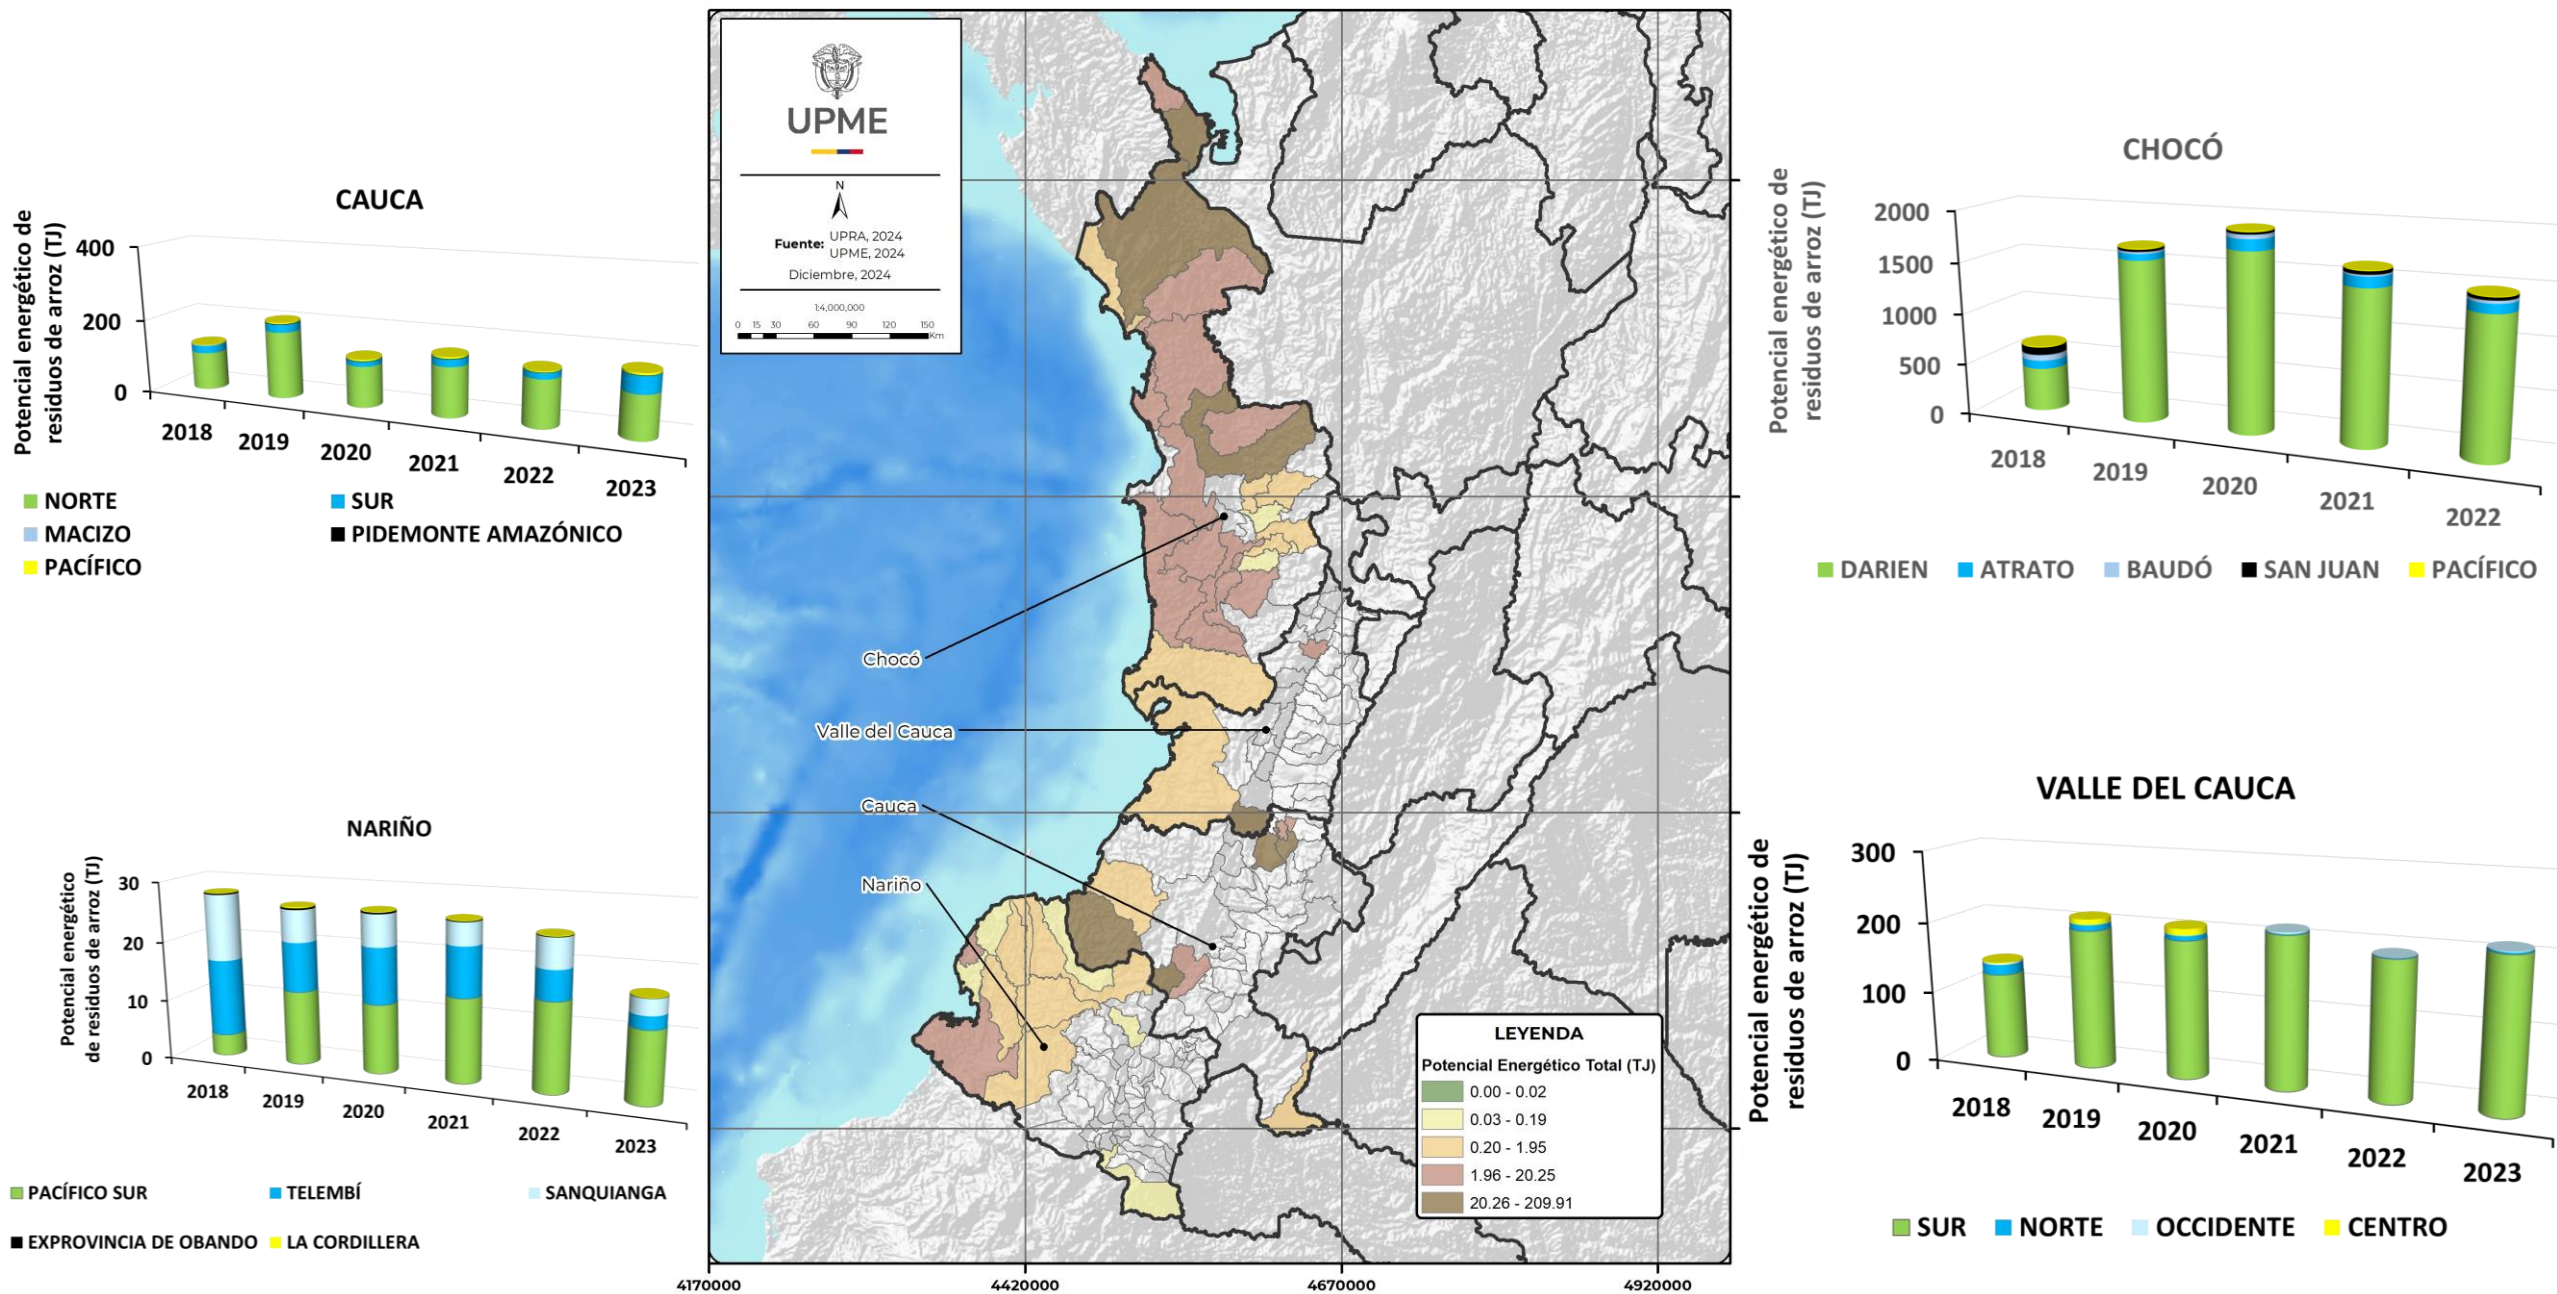 CAUCA
Potencial energético de
residuos de arroz (TJ)
400
200
0
2018
2019
2020
2021
2022
2023
NORTE
SUR
MACIZO
PIDEMONTE AMAZÓNICO
PACÍFICO
NARIÑO
Potencial energético
de residuos de arroz (TJ)
30
20
10
0
2018
2019
2020
2021
2022
2023
PACÍFICO SUR
TELEMBÍ
SANQUIANGA
EXPROVINCIA DE OBANDO
LA CORDILLERA
UPME
N
Fuente: UPRA, 2024
UPME, 2024
Diciembre, 2024
1:4,000,000
0 15 30 60 90 120 150
Km
Chocó
Valle del Cauca
Cauca
Nariño
LEYENDA
Potencial Energético Total (TJ)
0.00 - 0.02
0.03 - 0.19
0.20 - 1.95
1.96 - 20.25
20.26 - 209.91
4170000
4420000
4670000
4920000
CHOCÓ
Potencial energético de
residuos de arroz (TJ)
2000
1500
1000
500
0
2018
2019
2020
2021
2022
DARIEN
ATRATO
BAUDÓ
SAN JUAN
PACÍFICO
VALLE DEL CAUCA
Potencial energético de
residuos de arroz (TJ)
300
200
100
0
2018
2019
2020
2021
2022
2023
SUR
NORTE
OCCIDENTE
CENTRO